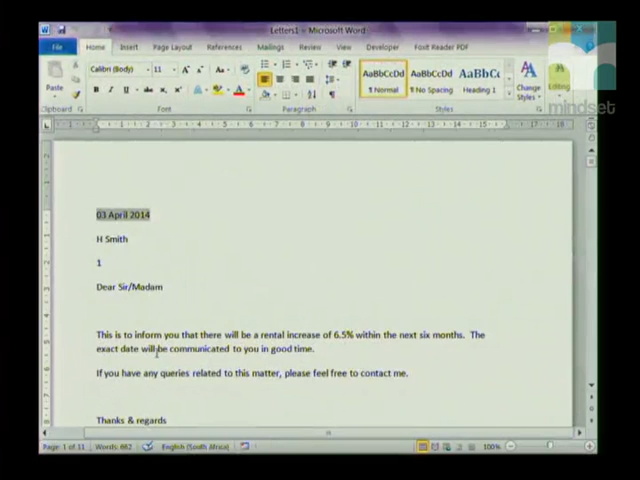 Letters1 - Microsoft Word
File Home Insert Page Layout References Mailings Review View Developer Foxit Reader PDF
Calibri (Body) 11
AaBbCcDd AaBbCcDd AaBbCc
Paste
¶ Normal ¶ No Spacing Heading 1 Change Styles Editing
Clipboard Font Paragraph Styles
mindset
03 April 2014
H Smith
1
Dear Sir/Madam
This is to inform you that there will be a rental increase of 6.5% within the next six months. The
exact date will be communicated to you in good time.
If you have any queries related to this matter, please feel free to contact me.
Thanks & regards
Page: 1 of 11 Words: 662 English (South Africa) 100%